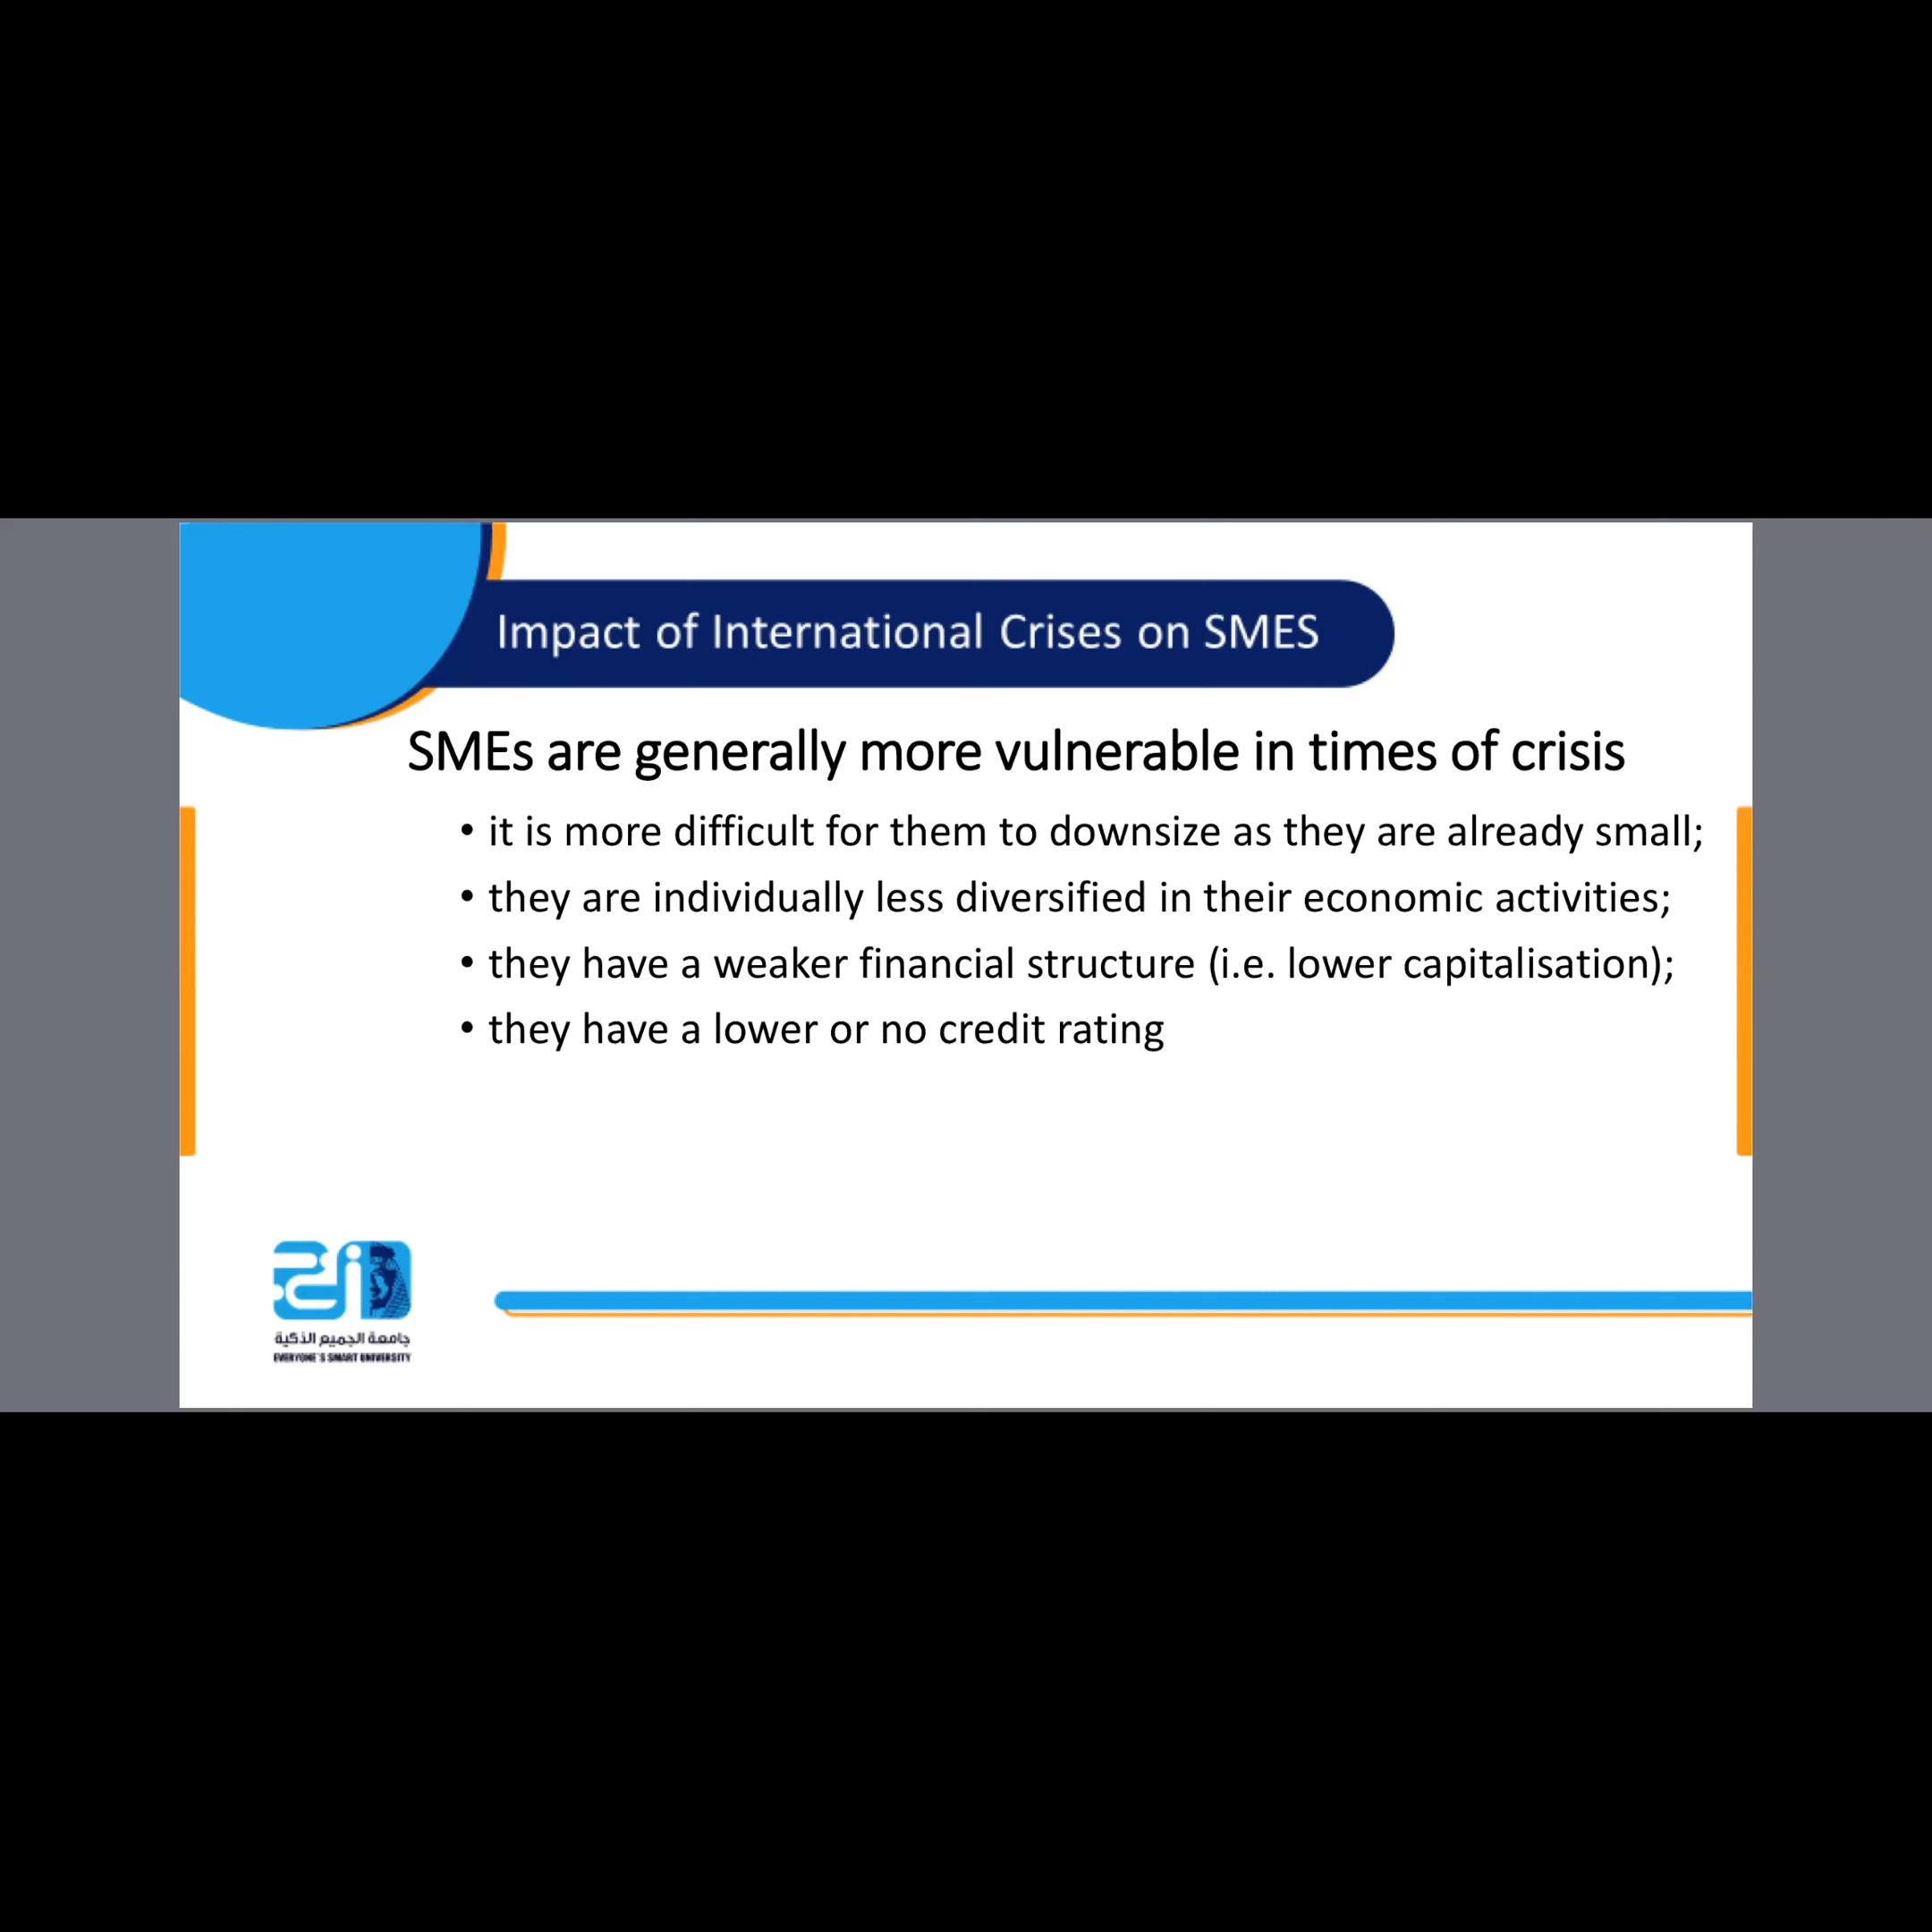 Impact of International Crises on SMES
SMEs are generally more vulnerable in times of crisis
• it is more difficult for them to downsize as they are already small;
• they are individually less diversified in their economic activities;
• they have a weaker financial structure (i.e. lower capitalisation);
• they have a lower or no credit rating
جامعة الجميع الذكية
EVERYONE'S SMART UNIVERSITY